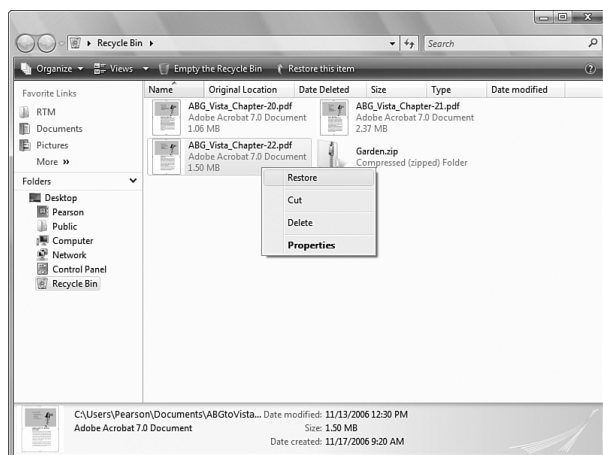 Recycle Bin
Search
Organize Views Empty the Recycle Bin Restore this item
Favorite Links
RTM
Documents
Pictures
More »
Folders
Desktop
Pearson
Public
Computer
Network
Control Panel
Recycle Bin
Name Original Location Date Deleted Size Type Date modified
ABG_Vista_Chapter-20.pdf
Adobe Acrobat 7.0 Document
1.06 MB
ABG_Vista_Chapter-21.pdf
Adobe Acrobat 7.0 Document
2.37 MB
ABG_Vista_Chapter-22.pdf
Adobe Acrobat 7.0 Document
1.50 MB
Garden.zip
Compressed (zipped) Folder
Restore
Cut
Delete
Properties
C:\Users\Pearson\Documents\ABGtoVista... Date modified: 11/13/2006 12:30 PM
Adobe Acrobat 7.0 Document Size: 1.50 MB
Date created: 11/17/2006 9:20 AM